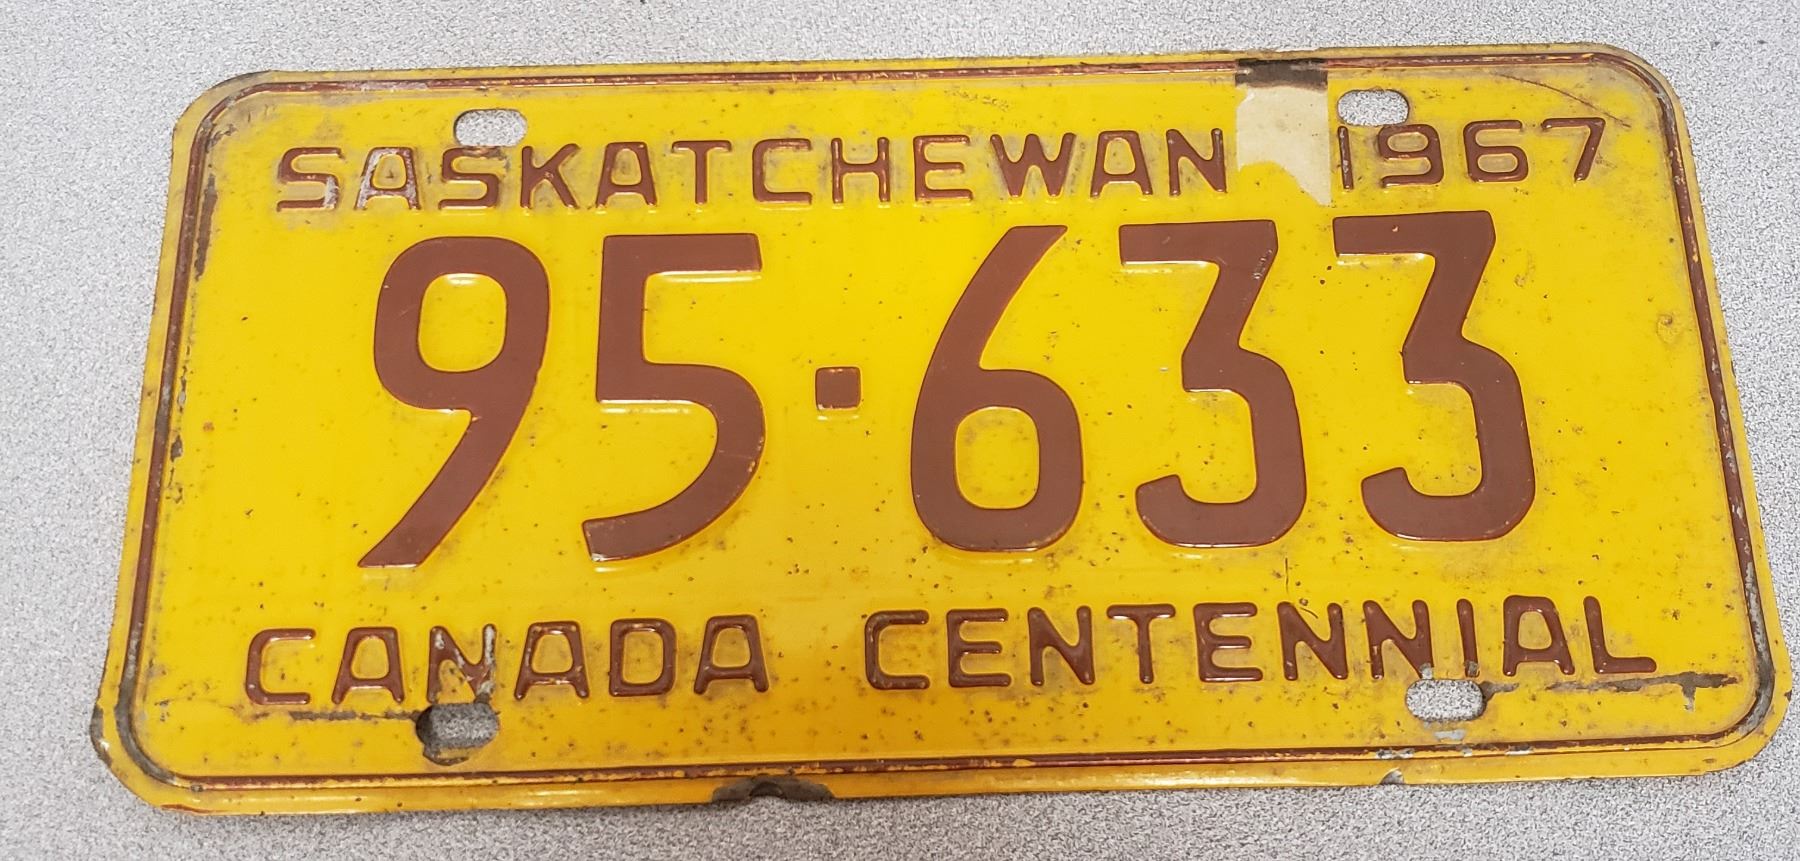 SASKATCHEWAN 1967
95·633
CANADA CENTENNIAL